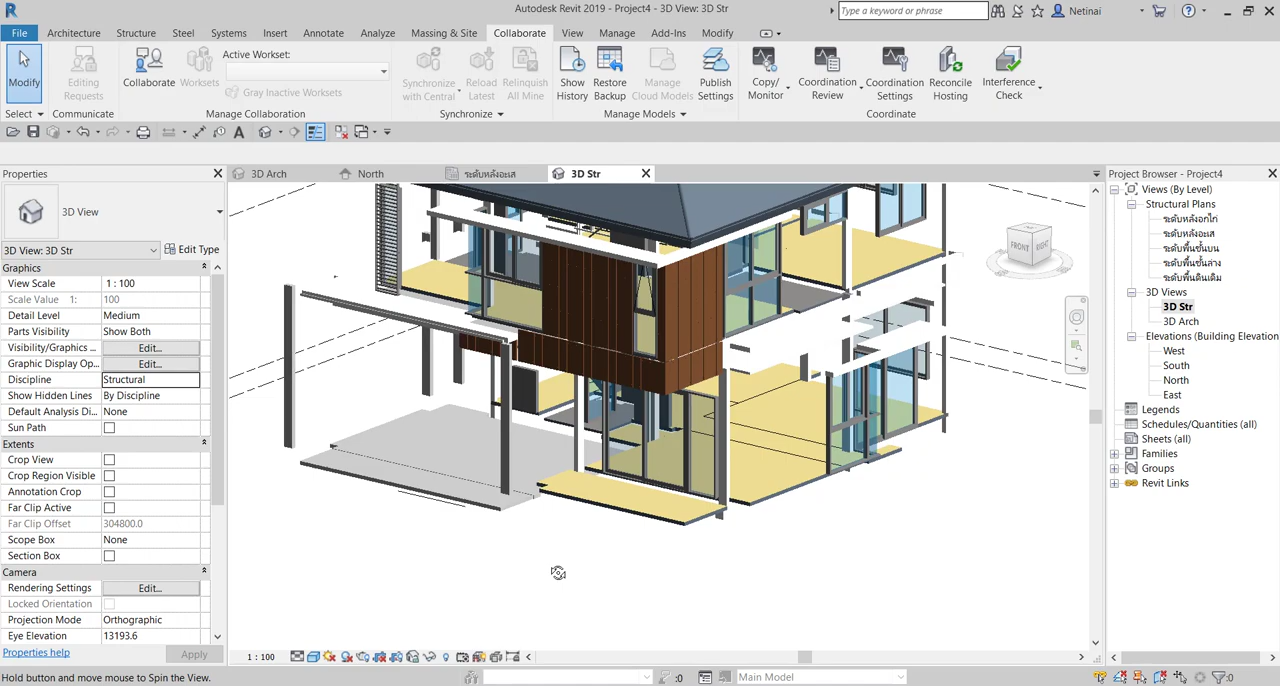 Autodesk Revit 2019 - Project4 - 3D View: 3D Str
Type a keyword or phrase
Netinai
File Architecture Structure Steel Systems Insert Annotate Analyze Massing & Site Collaborate View Manage Add-Ins Modify
Modify
Editing Requests
Collaborate
Worksets
Active Workset:
Gray Inactive Worksets
Synchronize with Central
Reload Latest
Relinquish All Mine
Show History
Restore Backup
Manage Cloud Models
Publish Settings
Copy/ Monitor
Coordination Review
Coordination Settings
Reconcile Hosting
Interference Check
Select
Communicate
Manage Collaboration
Synchronize
Manage Models
Coordinate
Properties
3D Arch
North
ระดับหลังอะเส
3D Str
Project Browser - Project4
3D View
3D View: 3D Str
Edit Type
Graphics
View Scale 1 : 100
Scale Value 1: 100
Detail Level Medium
Parts Visibility Show Both
Visibility/Graphics ... Edit...
Graphic Display Op... Edit...
Discipline Structural
Show Hidden Lines By Discipline
Default Analysis Di... None
Sun Path
Extents
Crop View
Crop Region Visible
Annotation Crop
Far Clip Active
Far Clip Offset 304800.0
Scope Box None
Section Box
Camera
Rendering Settings Edit...
Locked Orientation
Projection Mode Orthographic
Eye Elevation 13193.6
Properties help
Apply
FRONT
RIGHT
Views (By Level)
Structural Plans
ระดับหลังอกไก่
ระดับหลังอะเส
ระดับพื้นชั้นบน
ระดับพื้นชั้นล่าง
ระดับพื้นดินเดิม
3D Views
3D Str
3D Arch
Elevations (Building Elevation
West
South
North
East
Legends
Schedules/Quantities (all)
Sheets (all)
Families
Groups
Revit Links
1 : 100
Hold button and move mouse to Spin the View.
:0
Main Model
:0